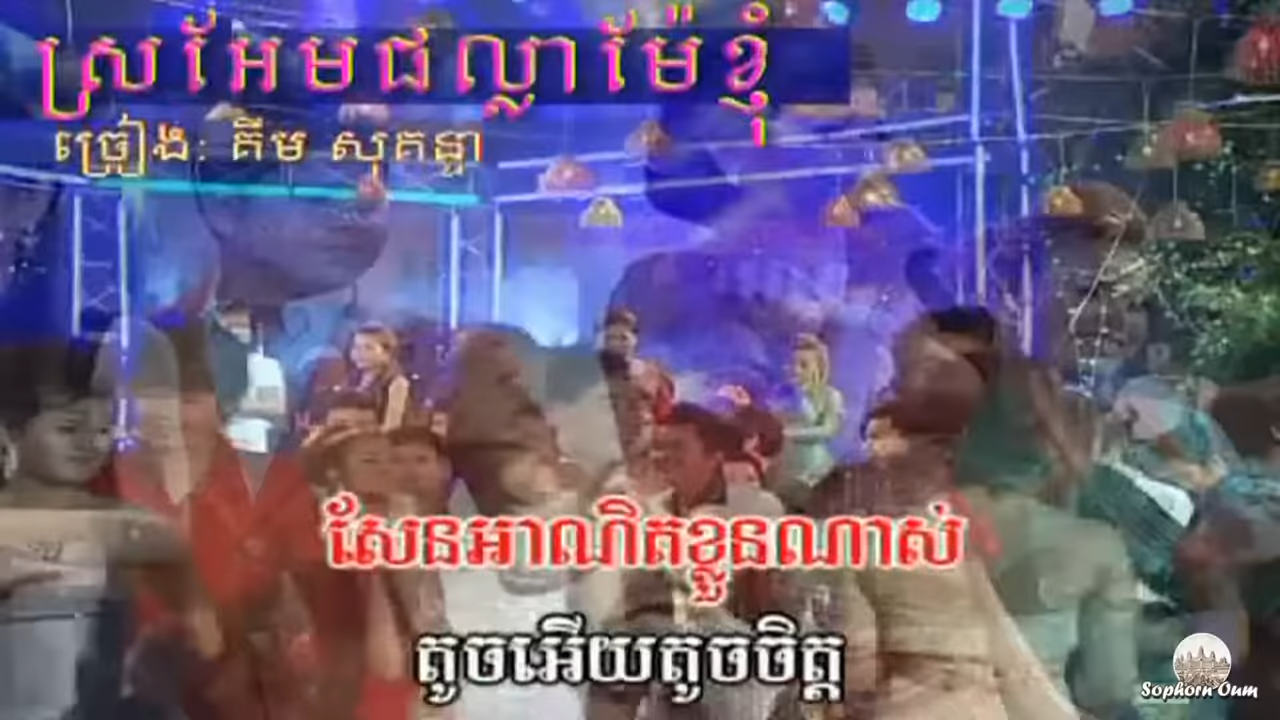 ស្រអែមផល្លាម៉ែខ្ញុំ
ច្រៀង: គីម សុគន្ធា
សែនអាណិតខ្លួនណាស់
តូចអើយតូចចិត្ត
Sophorn Oum